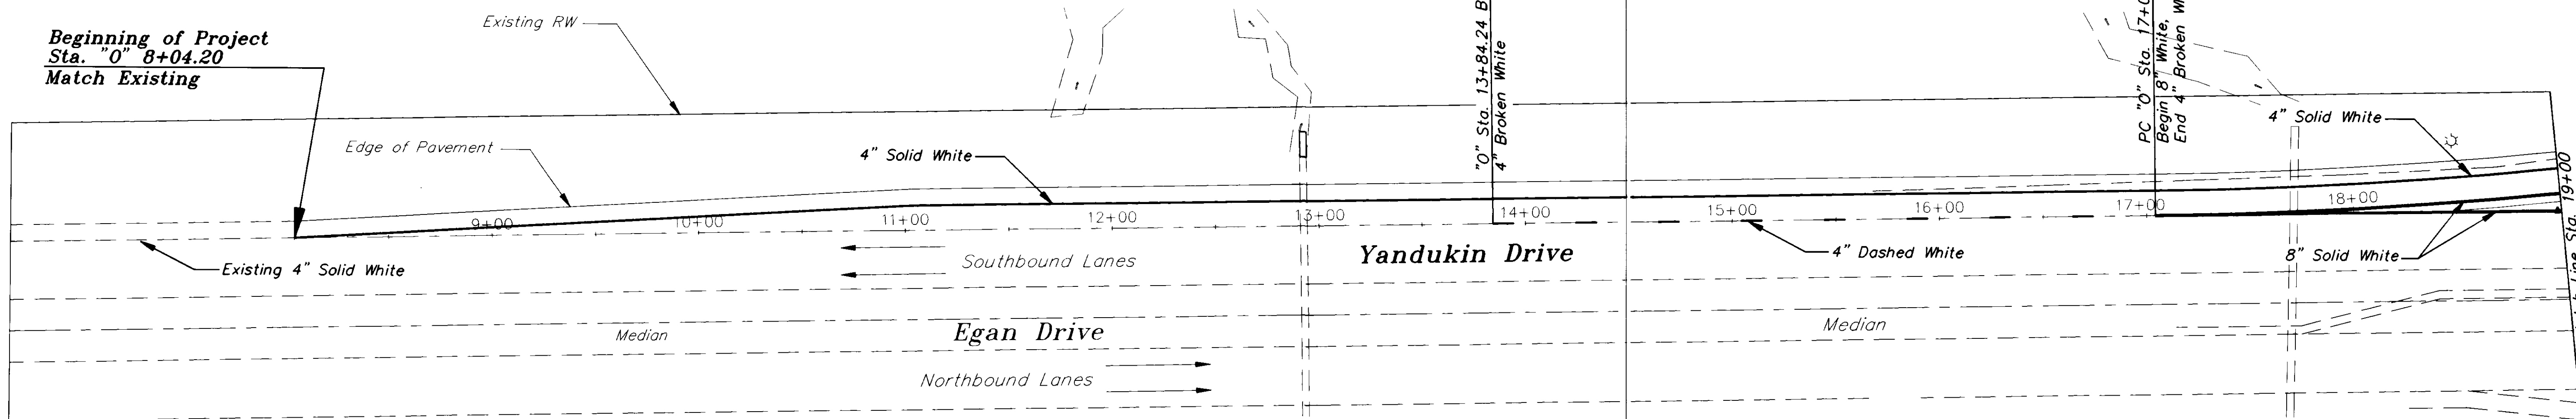 Beginning of Project
Sta. "O" 8+04.20
Match Existing
Existing RW
Edge of Pavement
4" Solid White
"O" Sta. 13+84.24
4" Broken White
PC "O" Sta.
Begin 8" White,
End 4" Broken
4" Solid White
9+00
10+00
11+00
12+00
13+00
14+00
15+00
16+00
17+00
18+00
Sta. 19+00
Existing 4" Solid White
Southbound Lanes
Yandukin Drive
4" Dashed White
8" Solid White
Median
Egan Drive
Median
Northbound Lanes